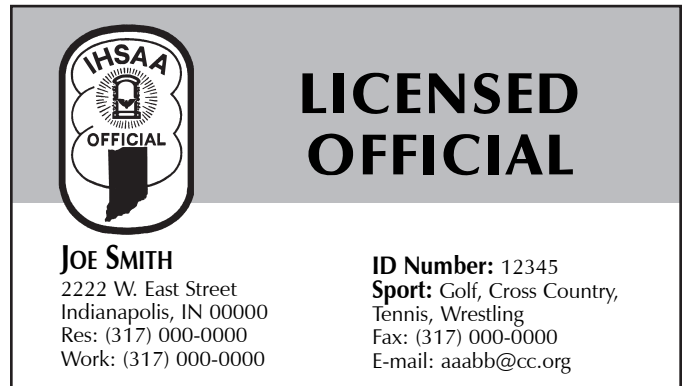 IHSAA
OFFICIAL
LICENSED
OFFICIAL
JOE SMITH
2222 W. East Street
Indianapolis, IN 00000
Res: (317) 000-0000
Work: (317) 000-0000
ID Number: 12345
Sport: Golf, Cross Country,
Tennis, Wrestling
Fax: (317) 000-0000
E-mail: aaabb@cc.org